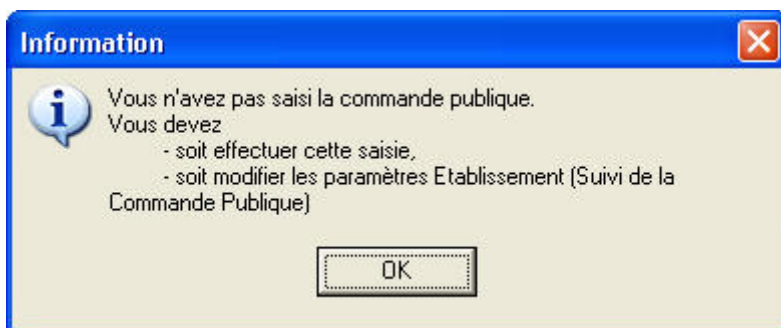 Information
Vous n'avez pas saisi la commande publique.
Vous devez
- soit effectuer cette saisie,
- soit modifier les paramètres Etablissement (Suivi de la
Commande Publique)
OK